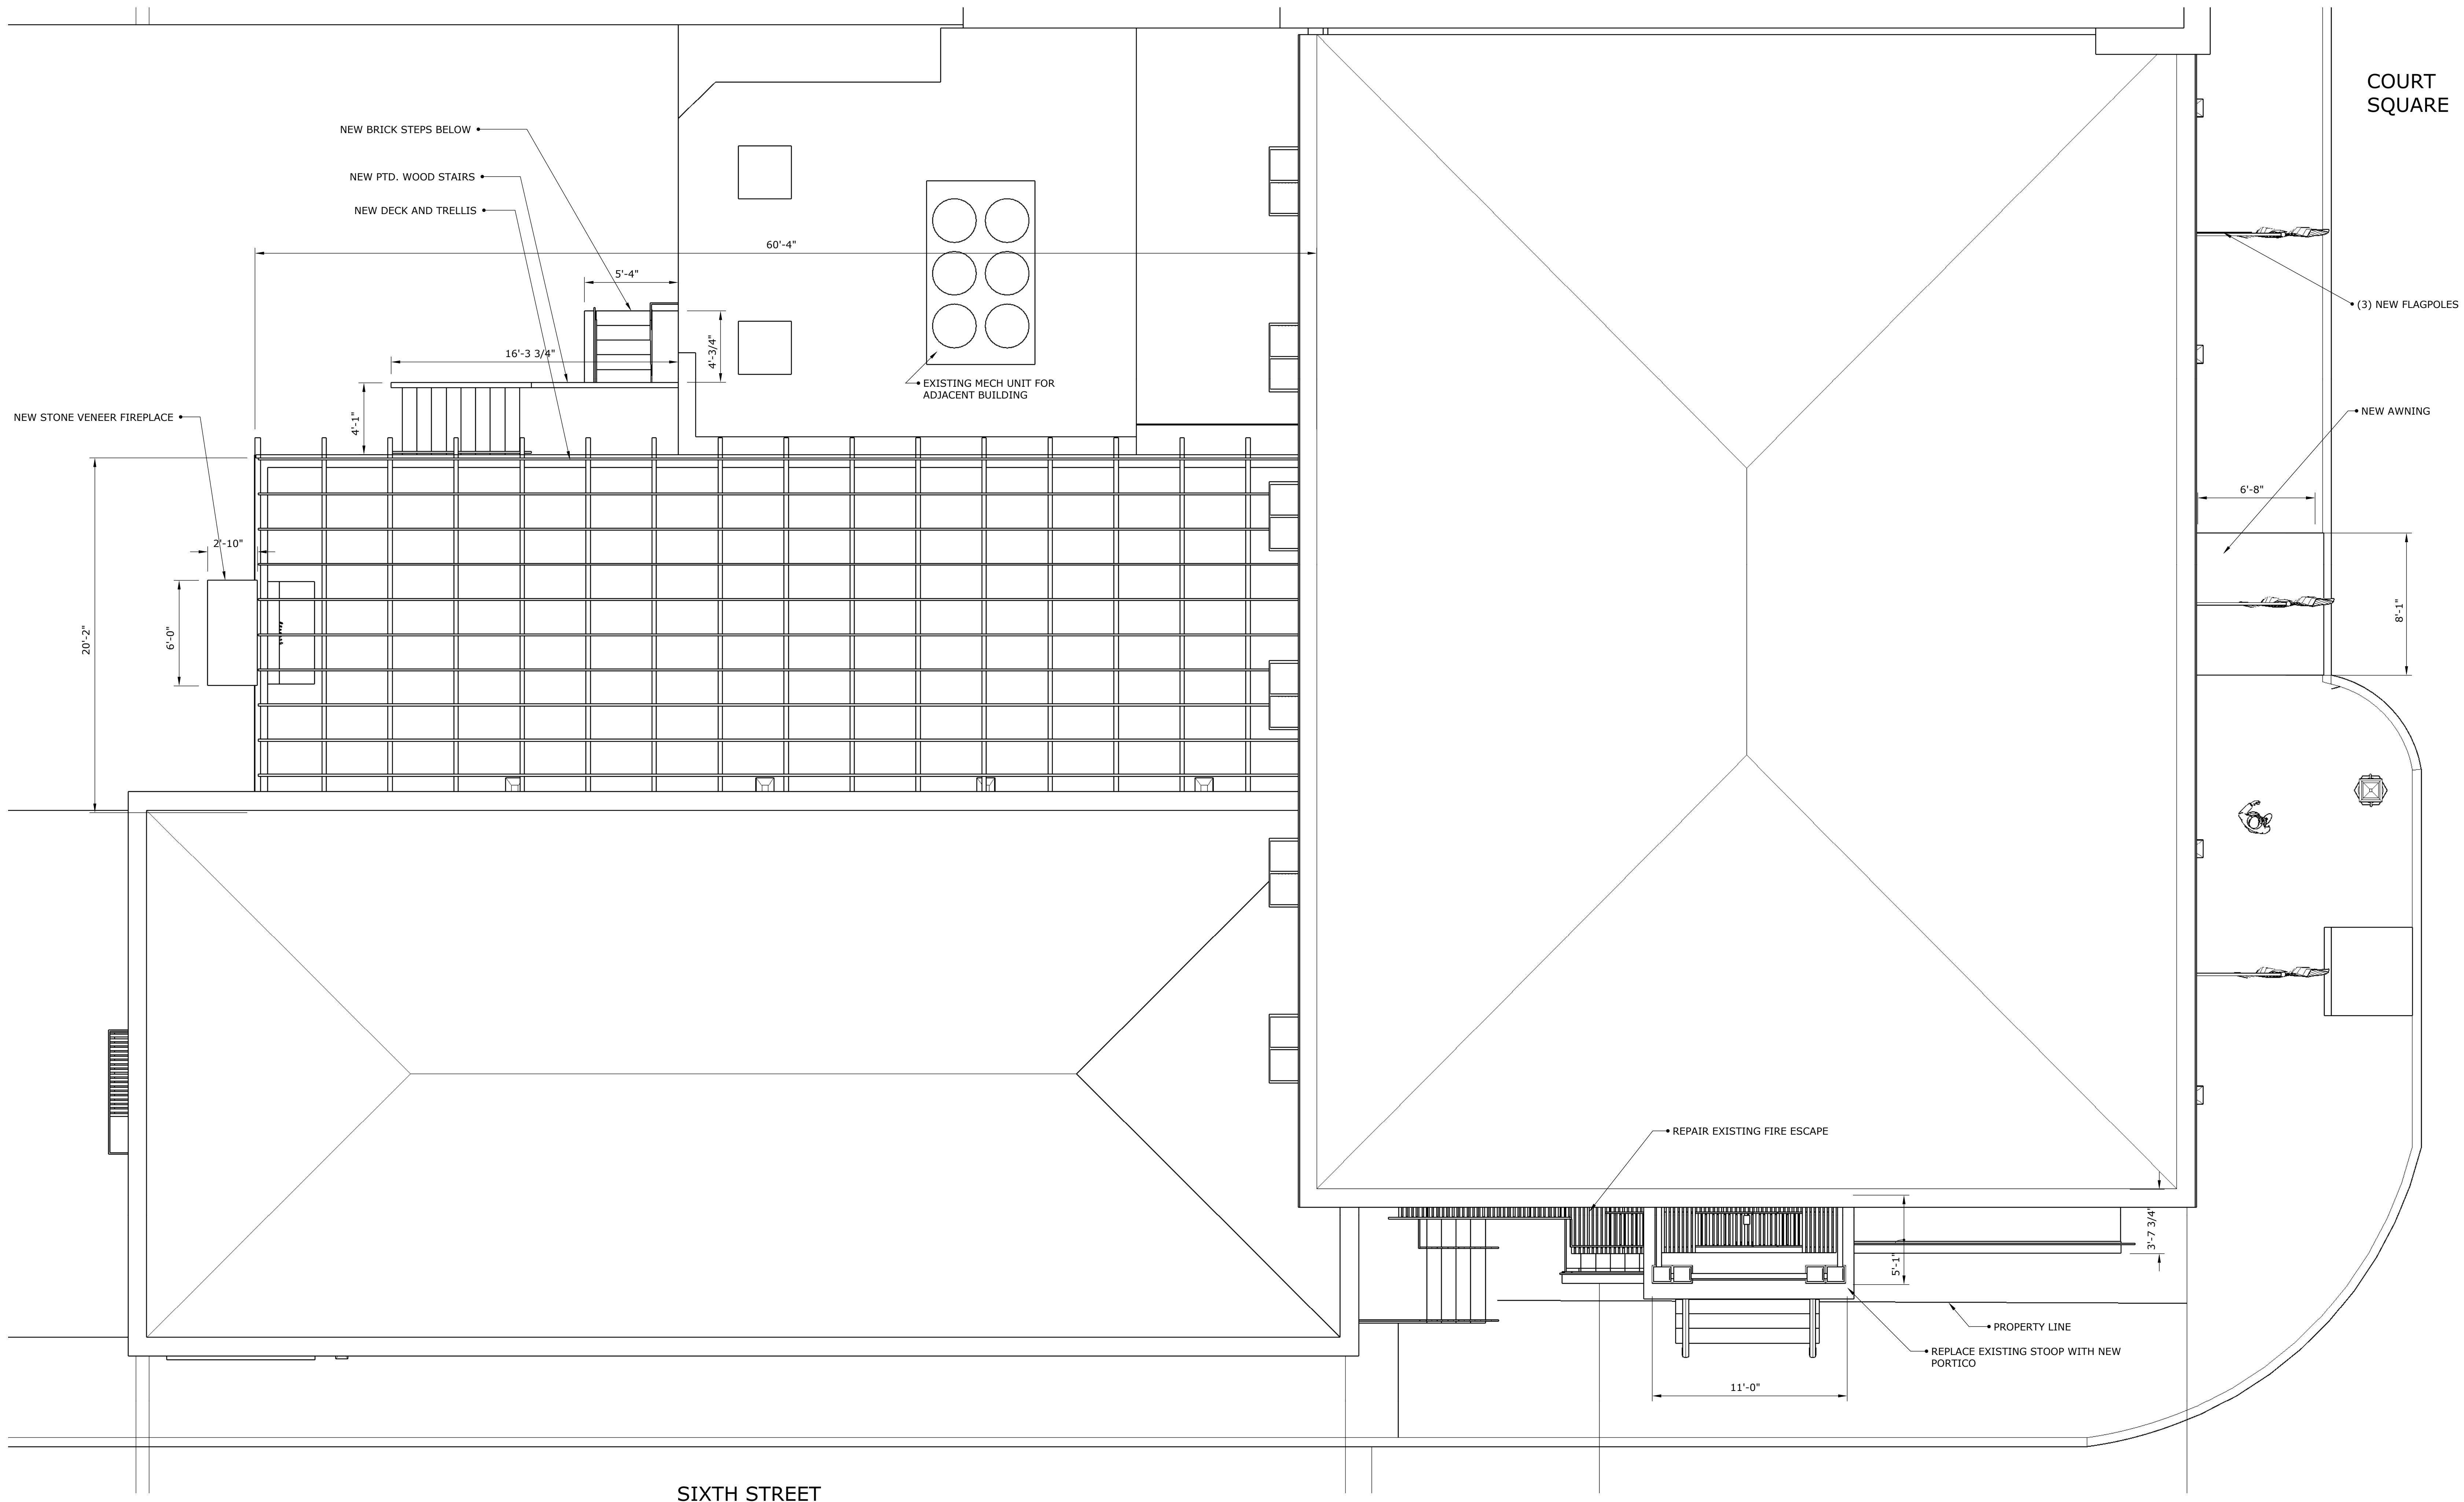 COURT
SQUARE
NEW BRICK STEPS BELOW
NEW PTD. WOOD STAIRS
NEW DECK AND TRELLIS
60'-4"
5'-4"
(3) NEW FLAGPOLES
16'-3 3/4"
4'-3/4"
EXISTING MECH UNIT FOR
ADJACENT BUILDING
NEW STONE VENEER FIREPLACE
4'-1"
NEW AWNING
6'-8"
2'-10"
20'-2"
6'-0"
8'-1"
REPAIR EXISTING FIRE ESCAPE
3'-7 3/4"
5'-1"
PROPERTY LINE
REPLACE EXISTING STOOP WITH NEW
PORTICO
11'-0"
SIXTH STREET